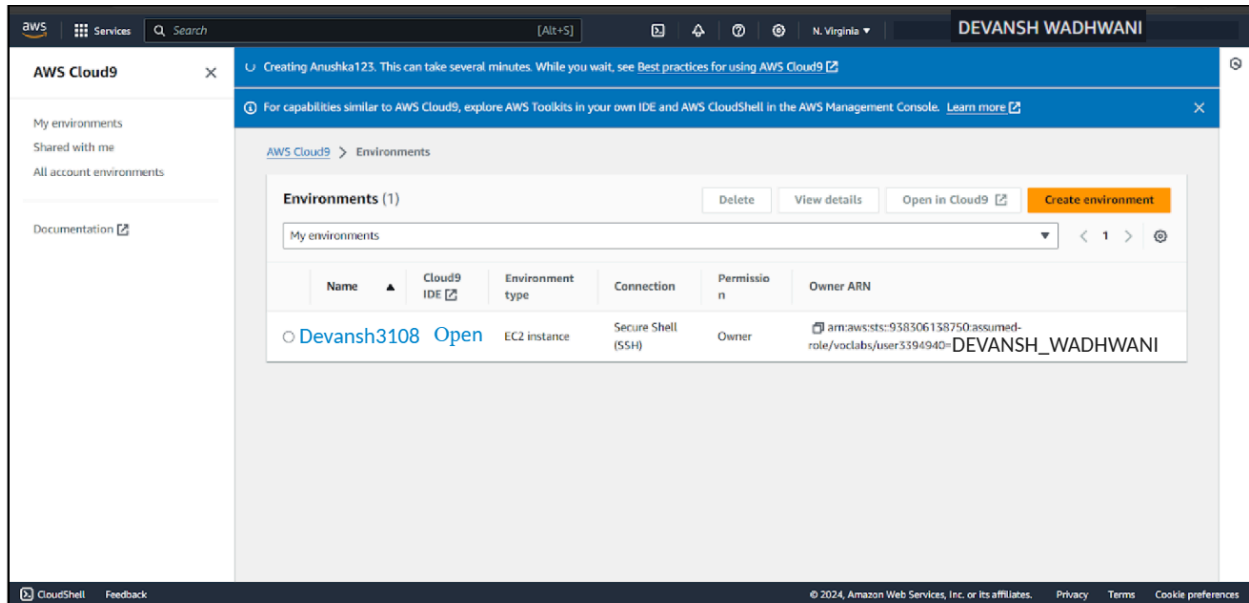 aws Services Search [Alt+S] N. Virginia DEVANSH WADHWANI
AWS Cloud9
Creating Anushka123. This can take several minutes. While you wait, see Best practices for using AWS Cloud9
For capabilities similar to AWS Cloud9, explore AWS Toolkits in your own IDE and AWS CloudShell in the AWS Management Console. Learn more
My environments
Shared with me
All account environments
Documentation
AWS Cloud9 > Environments
Environments (1) Delete View details Open in Cloud9 Create environment
My environments 1
Name Cloud9 Environment Connection Permissio Owner ARN
IDE type n
Devansh3108 Open EC2 instance Secure Shell Owner arn:aws:sts::938306138750:assumed-
(SSH) role/voclabs/user3394940=DEVANSH_WADHWANI
CloudShell Feedback © 2024, Amazon Web Services, Inc. or its affiliates. Privacy Terms Cookie preferences